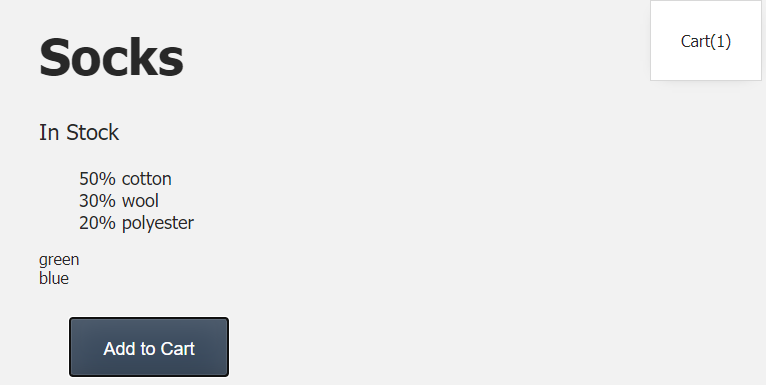 Cart(1)
Socks
In Stock
50% cotton
30% wool
20% polyester
green
blue
Add to Cart